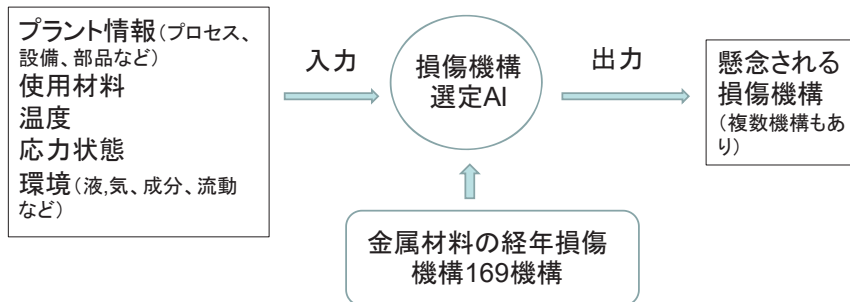 プラント情報(プロセス、
設備、部品など)
使用材料
温度
応力状態
環境(液,気、成分、流動
など)
入力
損傷機構
選定AI
出力
懸念される
損傷機構
(複数機構もあ
り)
金属材料の経年損傷
機構169機構